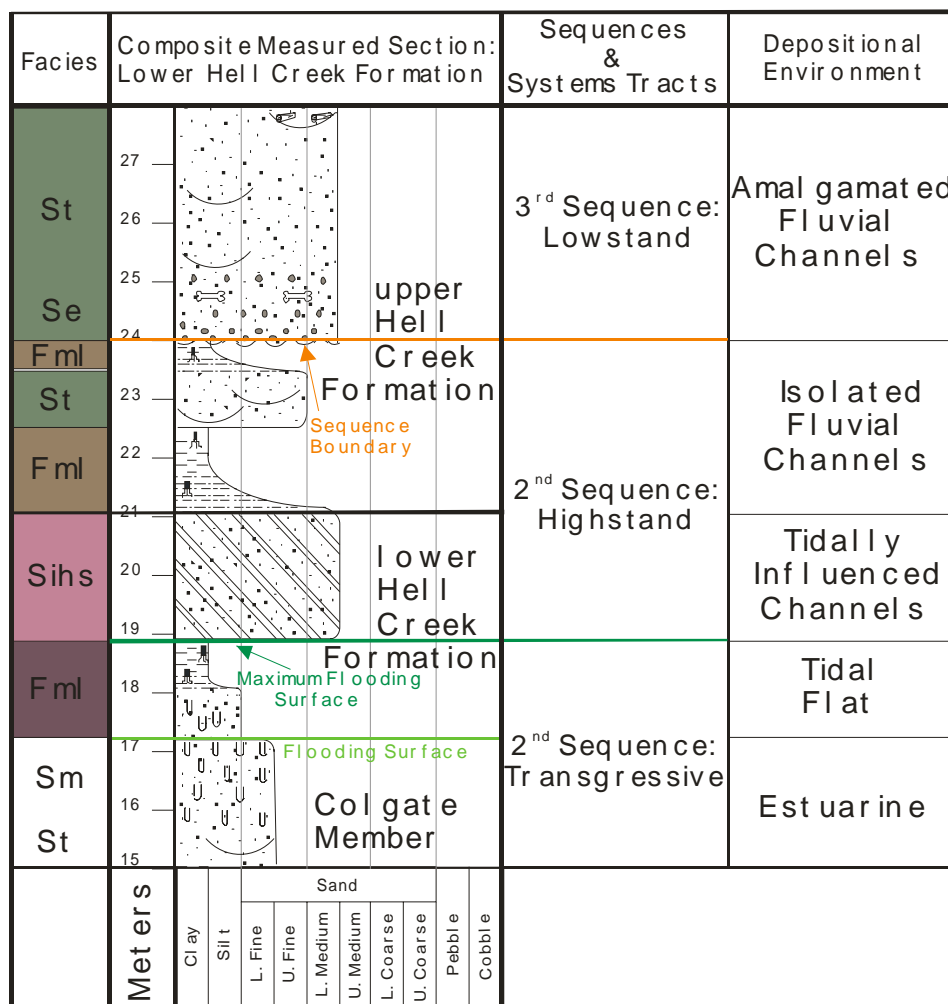 Facies
Composite Measured Section:
Lower Hell Creek Formation
Sequences
&
Systems Tracts
Depositional
Environment
St
Se
Fml
St
Fml
Sihs
Fml
Sm
St
27
26
25
24
23
22
21
20
19
18
17
16
15
upper
Hell
Creek
Formation
Sequence
Boundary
lower
Hell
Creek
Formation
Maximum Flooding
Surface
Flooding Surface
Colgate
Member
3rd Sequence:
Lowstand
2nd Sequence:
Highstand
2nd Sequence:
Transgressive
Amalgamated
Fluvial
Channels
Isolated
Fluvial
Channels
Tidally
Influenced
Channels
Tidal
Flat
Estuarine
Meters
Clay
Silt
Sand
L. Fine
U. Fine
L. Medium
U. Medium
L. Coarse
U. Coarse
Pebble
Cobble